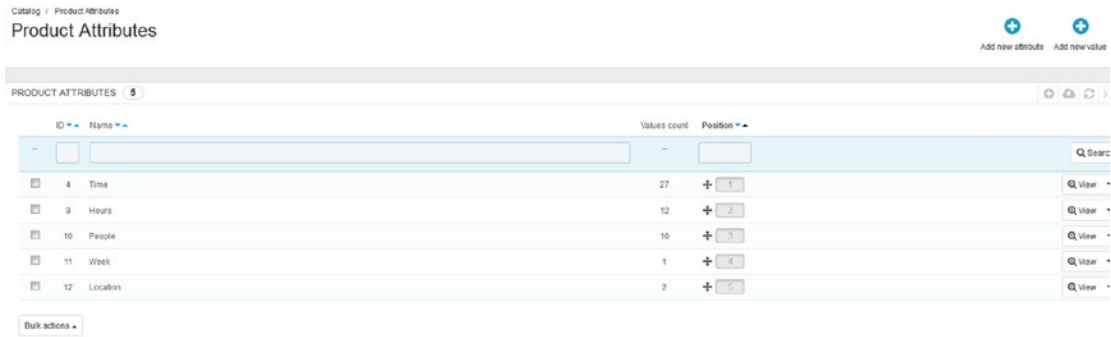 Catalog / Product Attributes
Product Attributes
Add new attribute Add new value
PRODUCT ATTRIBUTES 5
ID Name Values count Position
-- -- Searc
4 Time 27 1 View
9 Hours 12 2 View
10 People 10 3 View
11 Week 1 4 View
12 Location 2 5 View
Bulk actions